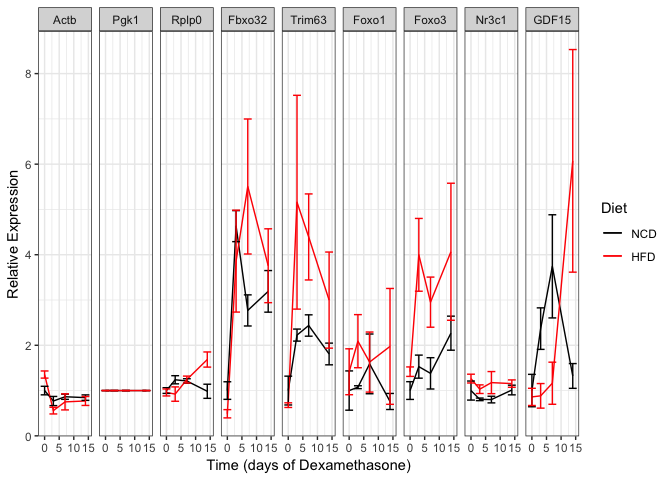 Actb Pgk1 Rplp0 Fbxo32 Trim63 Foxo1 Foxo3 Nr3c1 GDF15
8
6
4
2
0
Relative Expression
0 5 10 15 0 5 10 15 0 5 10 15 0 5 10 15 0 5 10 15 0 5 10 15 0 5 10 15 0 5 10 15 0 5 10 15
Time (days of Dexamethasone)
Diet
NCD
HFD